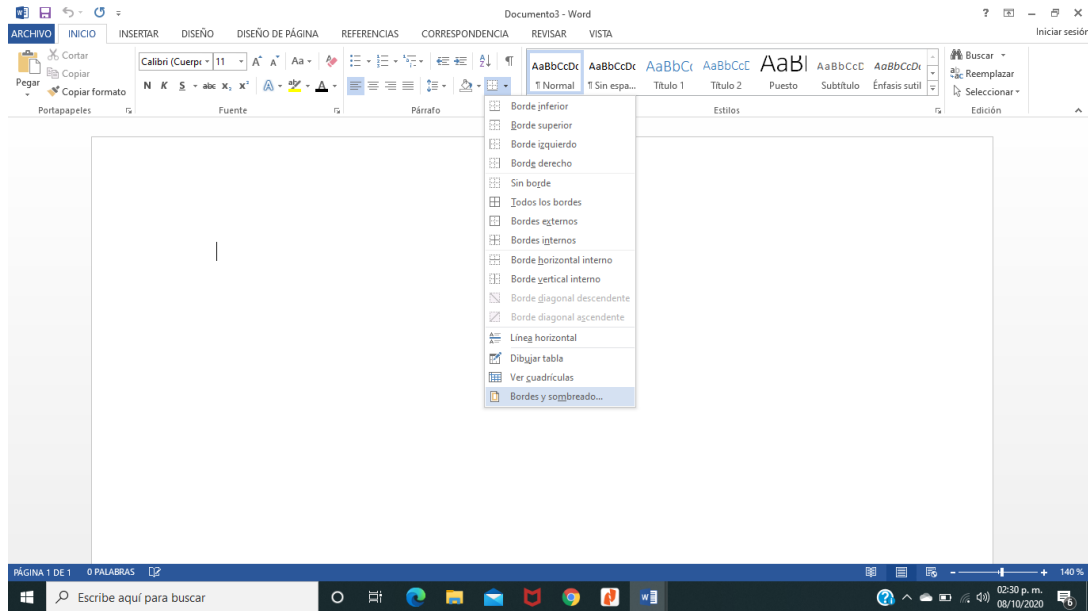 Documento3 - Word
Iniciar sesión
ARCHIVO INICIO INSERTAR DISEÑO DISEÑO DE PÁGINA REFERENCIAS CORRESPONDENCIA REVISAR VISTA
Pegar
Cortar
Copiar
Copiar formato
Portapapeles
Calibri (Cuerpo 11
N K S abc X₂ X²
Fuente
Párrafo
AaBbCcDc AaBbCcDc AaBbCc AaBbCcE AaBl AaBbCcD AaBbCcDc
¶ Normal ¶ Sin espa... Título 1 Título 2 Puesto Subtítulo Énfasis sutil
Estilos
Buscar
Reemplazar
Seleccionar
Edición
Borde inferior
Borde superior
Borde izquierdo
Borde derecho
Sin borde
Todos los bordes
Bordes externos
Bordes internos
Borde horizontal interno
Borde vertical interno
Borde diagonal descendente
Borde diagonal ascendente
Línea horizontal
Dibujar tabla
Ver cuadrículas
Bordes y sombreado...
PÁGINA 1 DE 1 0 PALABRAS
140 %
Escribe aquí para buscar
02:30 p. m.
08/10/2020
6